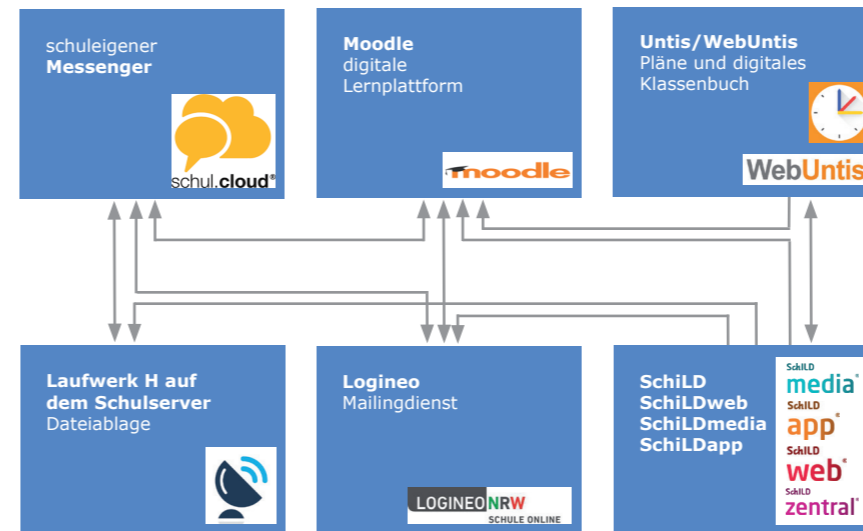 schuleigener
Messenger
schul.cloud®
Moodle
digitale
Lernplattform
moodle
Untis/WebUntis
Pläne und digitales
Klassenbuch
WebUntis
Laufwerk H auf
dem Schulserver
Dateiablage
Logineo
Mailingdienst
LOGINEO NRW
SCHULE ONLINE
SchiLD
SchiLDweb
SchiLDmedia
SchiLDapp
SchILD
media®
SchILD
app®
SchILD
web®
SchILD
zentral®